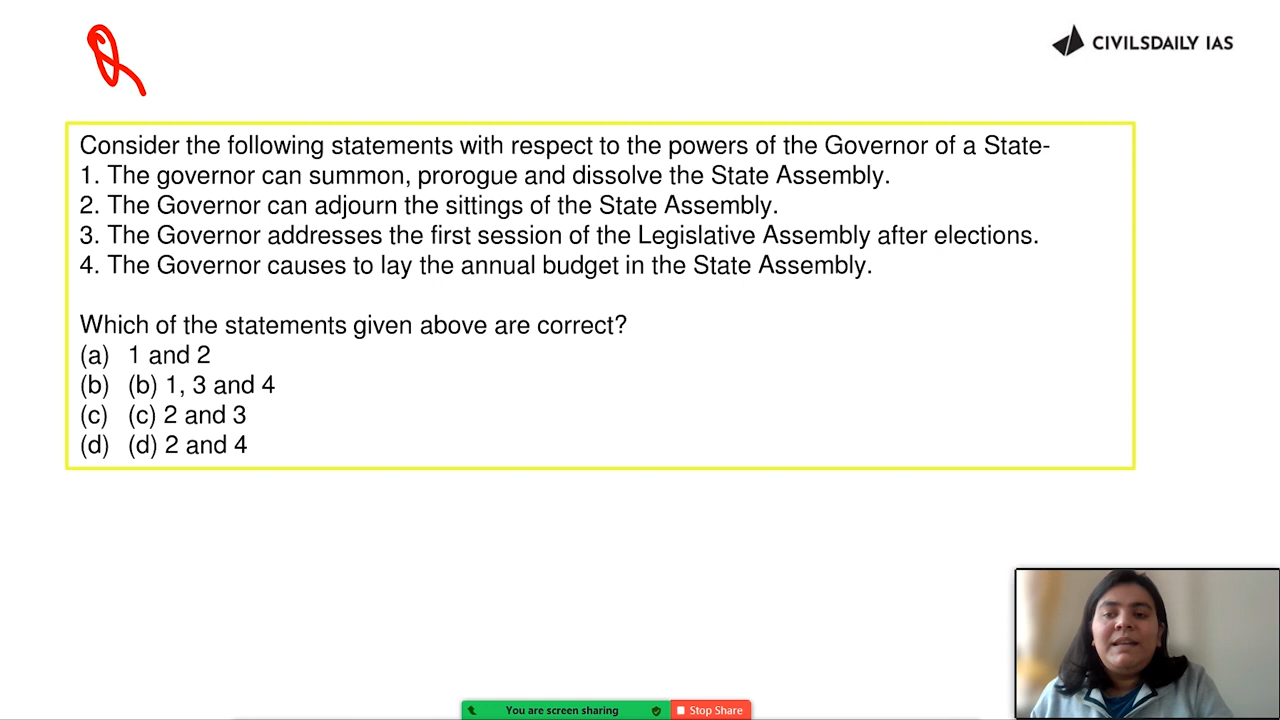 CIVILSDAILY IAS
Consider the following statements with respect to the powers of the Governor of a State-
1. The governor can summon, prorogue and dissolve the State Assembly.
2. The Governor can adjourn the sittings of the State Assembly.
3. The Governor addresses the first session of the Legislative Assembly after elections.
4. The Governor causes to lay the annual budget in the State Assembly.
Which of the statements given above are correct?
(a) 1 and 2
(b) (b) 1, 3 and 4
(c) (c) 2 and 3
(d) (d) 2 and 4
You are screen sharing Stop Share